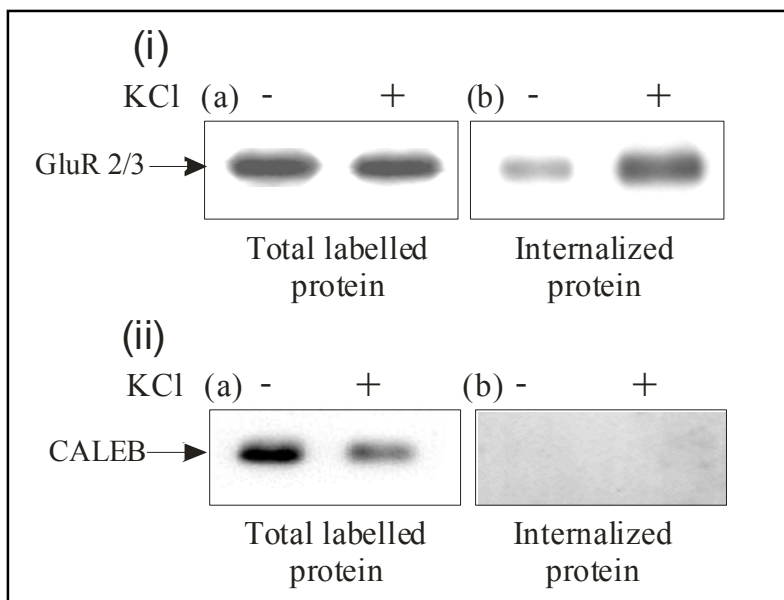 (i)
KCl (a) - + (b) - +
GluR 2/3
Total labelled Internalized
protein protein
(ii)
KCl (a) - + (b) - +
CALEB
Total labelled Internalized
protein protein